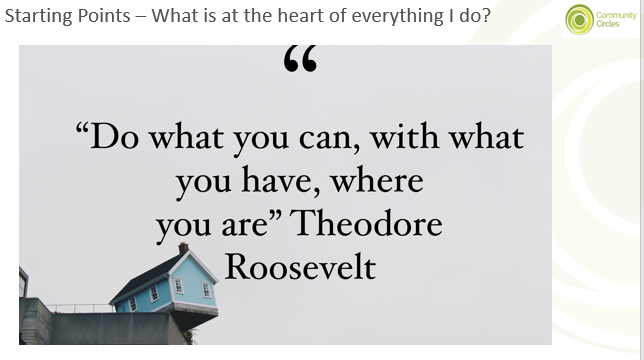 Starting Points – What is at the heart of everything I do?
Community
Circles
“
“Do what you can, with what
you have, where
you are” Theodore
Roosevelt